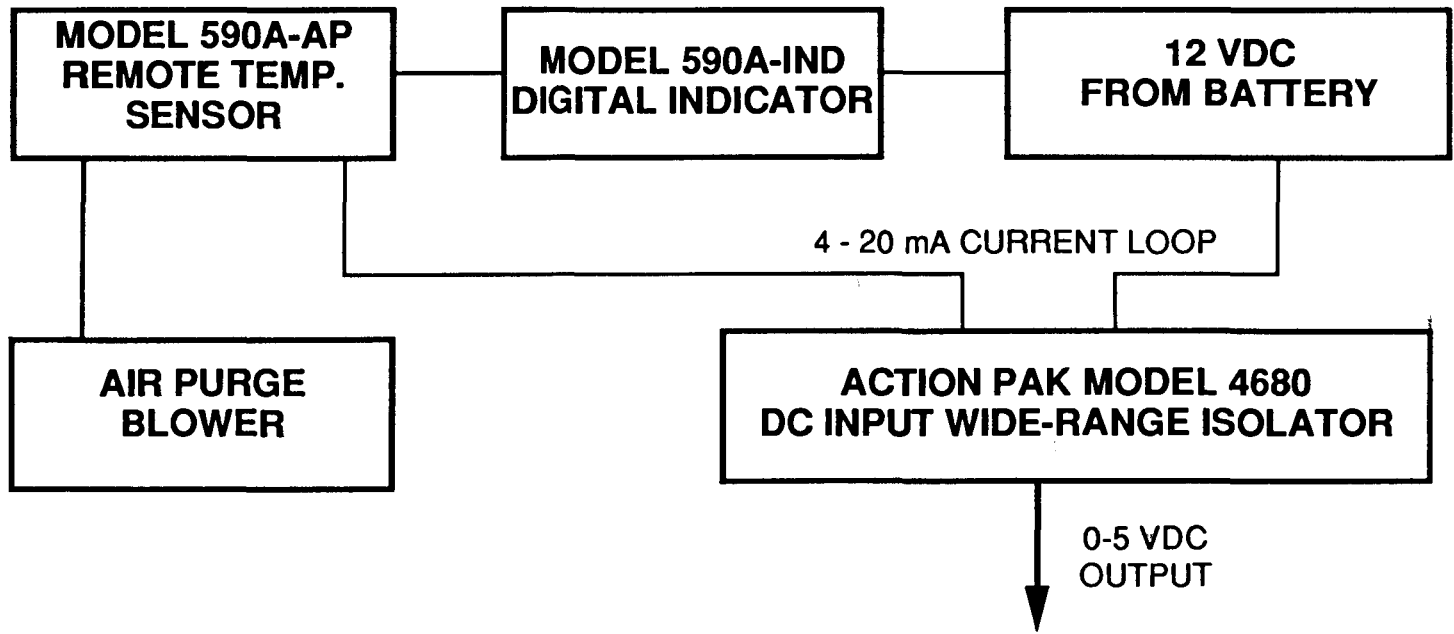 MODEL 590A-AP
REMOTE TEMP.
SENSOR
MODEL 590A-IND
DIGITAL INDICATOR
12 VDC
FROM BATTERY
4 - 20 mA CURRENT LOOP
AIR PURGE
BLOWER
ACTION PAK MODEL 4680
DC INPUT WIDE-RANGE ISOLATOR
0-5 VDC
OUTPUT